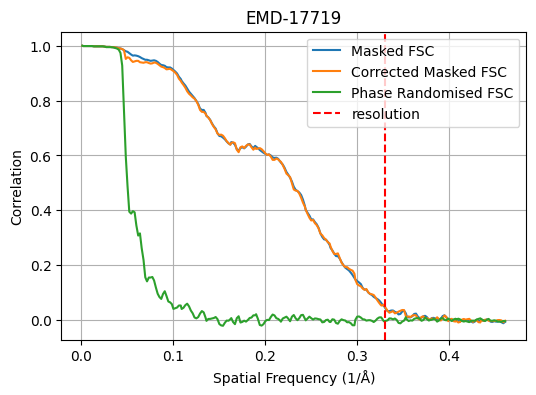 EMD-17719
Masked FSC
Corrected Masked FSC
Phase Randomised FSC
resolution
Correlation
1.0
0.8
0.6
0.4
0.2
0.0
0.0 0.1 0.2 0.3 0.4
Spatial Frequency (1/Å)